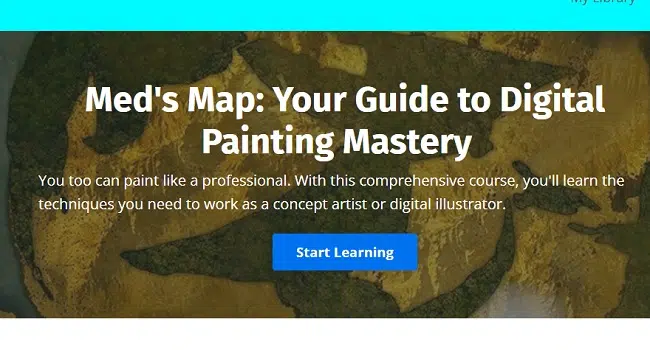 My Library
Med's Map: Your Guide to Digital
Painting Mastery
You too can paint like a professional. With this comprehensive course, you'll learn the
techniques you need to work as a concept artist or digital illustrator.
Start Learning